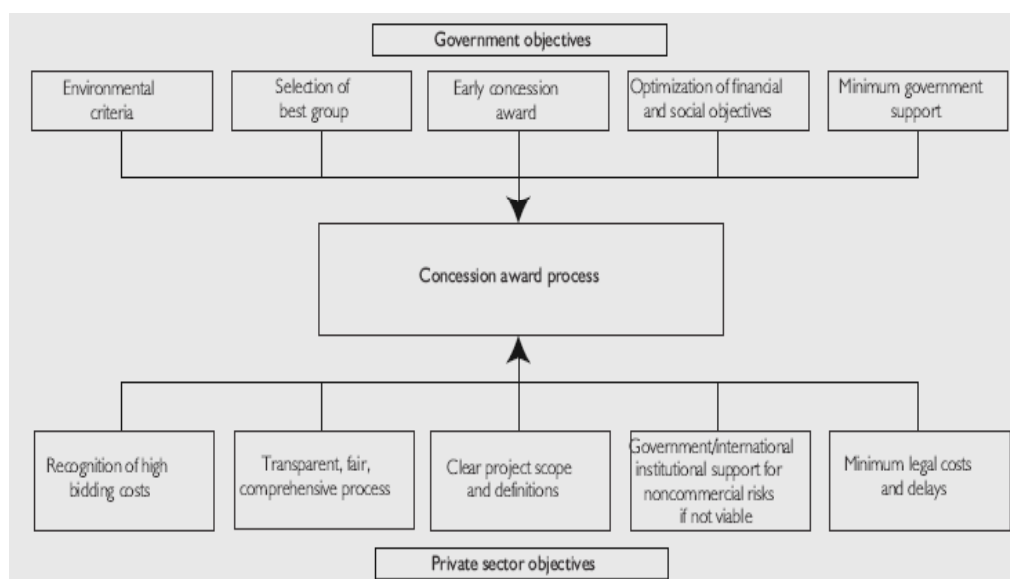 Government objectives
Environmental
criteria
Selection of
best group
Early concession
award
Optimization of financial
and social objectives
Minimum government
support
Concession award process
Recognition of high
bidding costs
Transparent, fair,
comprehensive process
Clear project scope
and definitions
Government/international
institutional support for
noncommercial risks
if not viable
Minimum legal costs
and delays
Private sector objectives